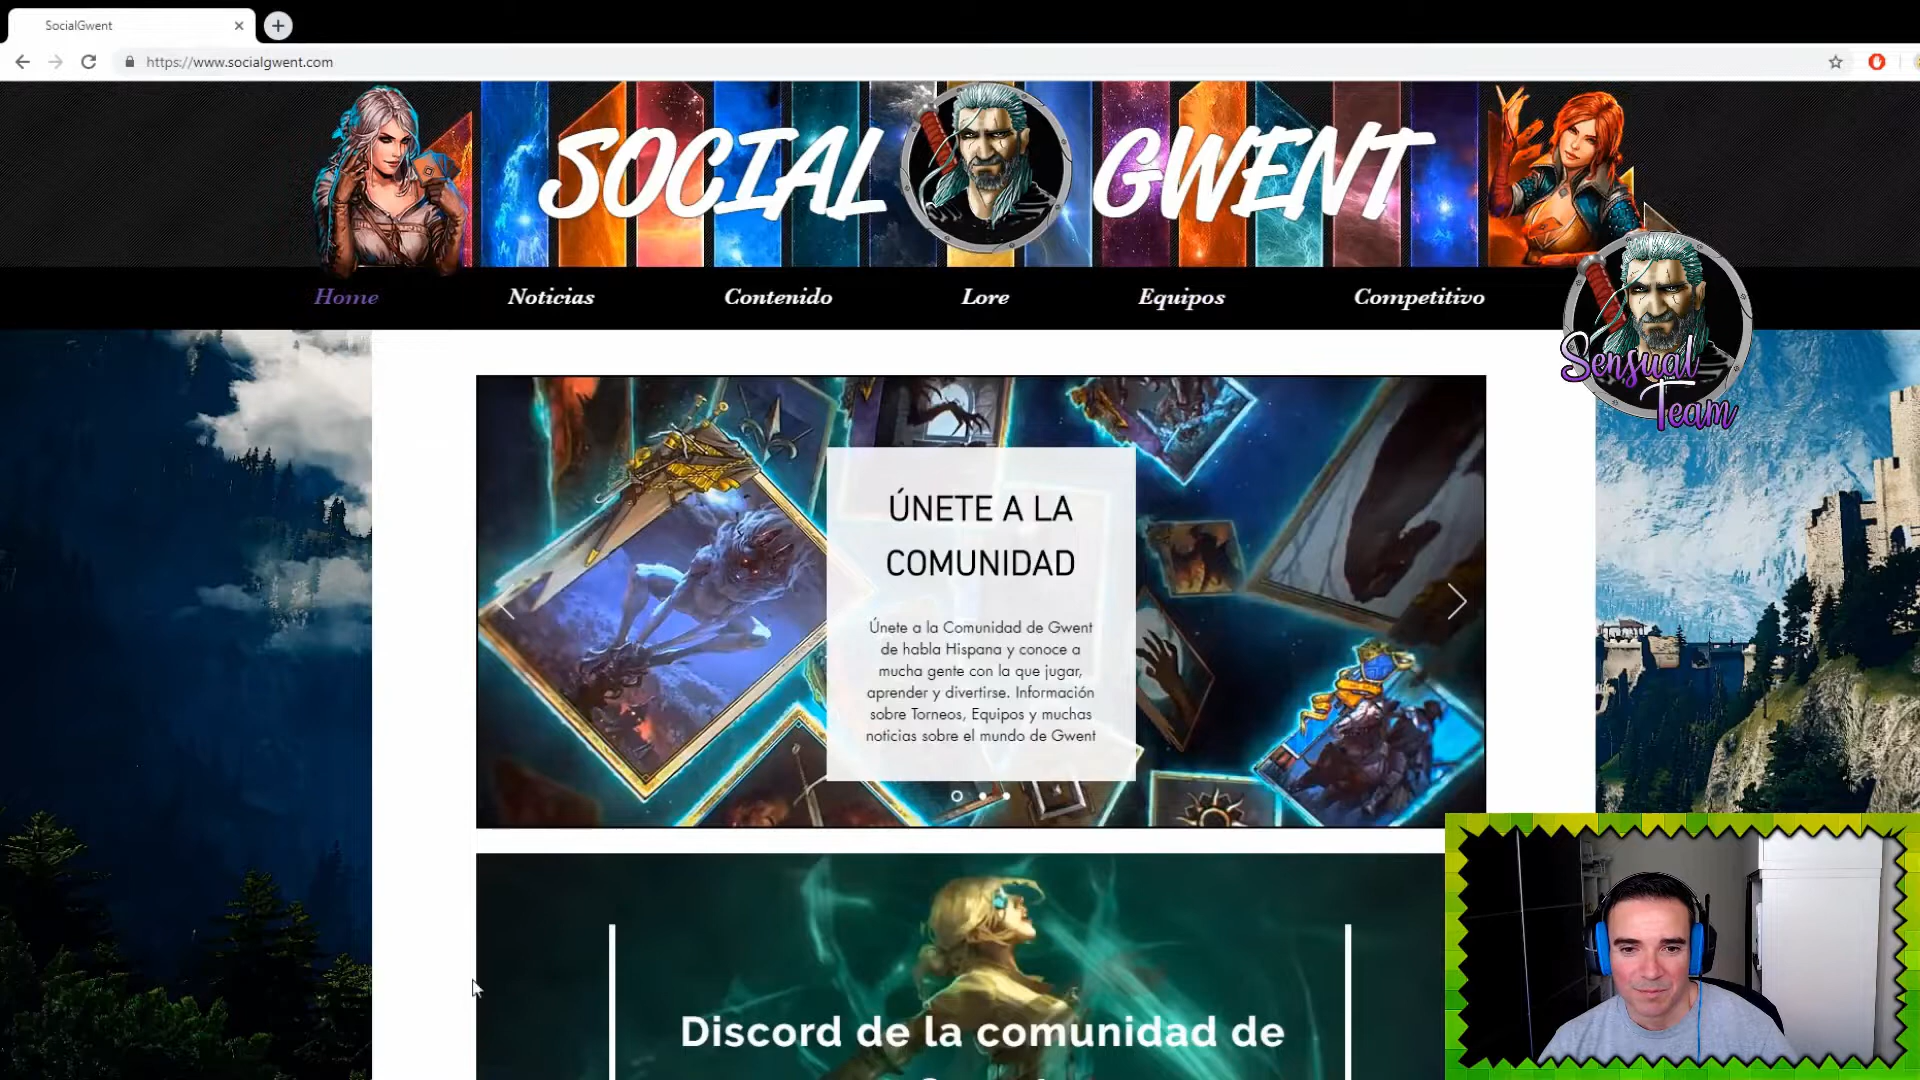 SocialGwent
https://www.socialgwent.com
SOCIAL GWENT
Home Noticias Contenido Lore Equipos Competitivo
Sensual
Team
ÚNETE A LA
COMUNIDAD
Únete a la Comunidad de Gwent
de habla Hispana y conoce a
mucha gente con la que jugar,
aprender y divertirse. Información
sobre Torneos, Equipos y muchas
noticias sobre el mundo de Gwent
Discord de la comunidad de